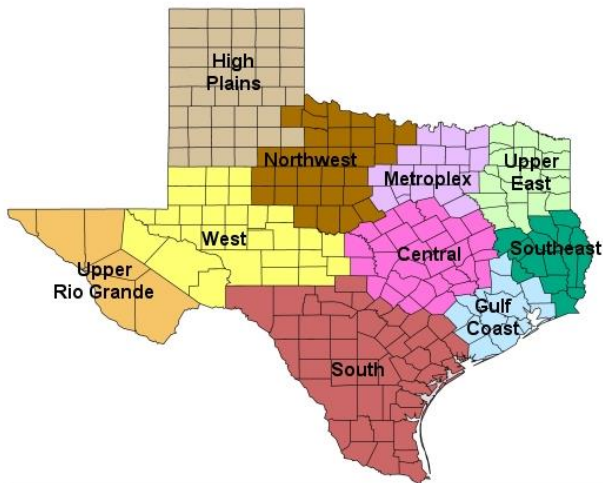 High
Plains
Northwest
Metroplex
Upper
East
West
Central
Southeast
Upper
Rio Grande
Gulf
Coast
South